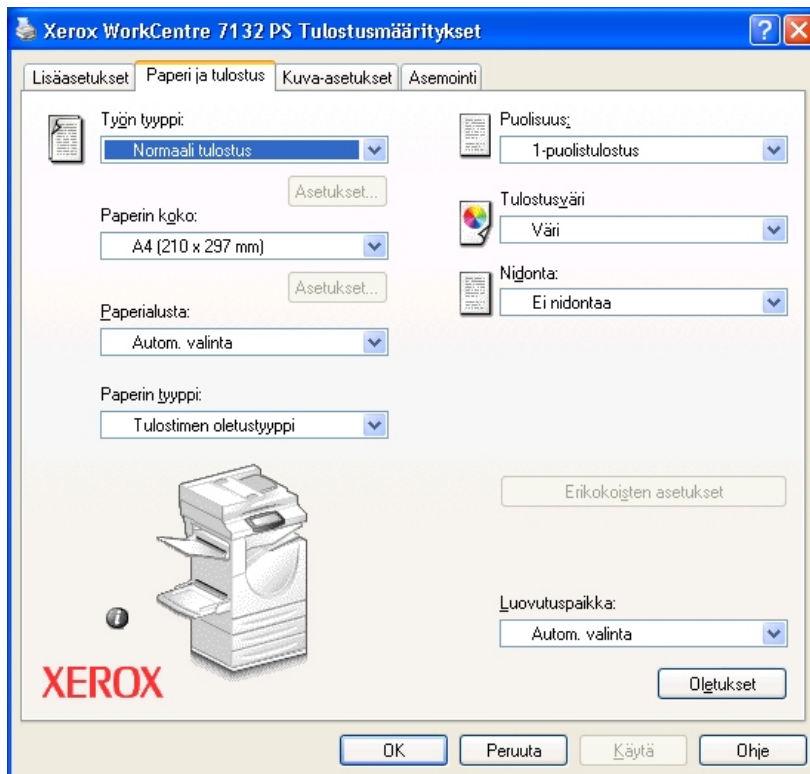 Xerox WorkCentre 7132 PS Tulostusmääritykset
Lisäasetukset
Paperi ja tulostus
Kuva-asetukset
Asemointi
Työn tyyppi:
Normaali tulostus
Asetukset...
Paperin koko:
A4 (210 x 297 mm)
Asetukset...
Paperialusta:
Autom. valinta
Paperin tyyppi:
Tulostimen oletustyyppi
Puolisuus:
1-puolistulostus
Tulostusväri
Väri
Nidonta:
Ei nidontaa
Erikokoisten asetukset
Luovutuspaikka:
Autom. valinta
XEROX
Oletukset
OK
Peruuta
Käytä
Ohje